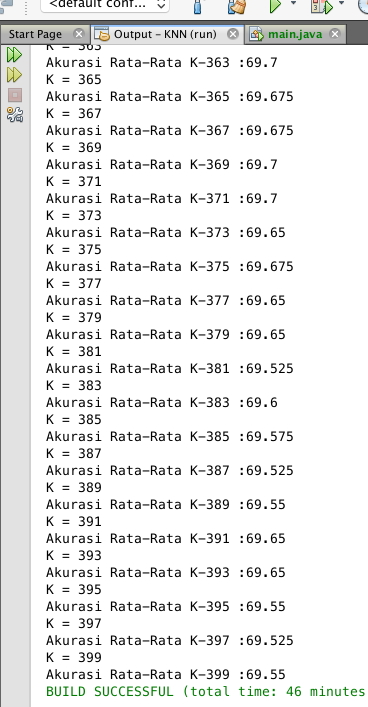 <default conf...
Start Page
Output – KNN (run)
main.java
K = 363
Akurasi Rata-Rata K-363 :69.7
K = 365
Akurasi Rata-Rata K-365 :69.675
K = 367
Akurasi Rata-Rata K-367 :69.675
K = 369
Akurasi Rata-Rata K-369 :69.7
K = 371
Akurasi Rata-Rata K-371 :69.7
K = 373
Akurasi Rata-Rata K-373 :69.65
K = 375
Akurasi Rata-Rata K-375 :69.675
K = 377
Akurasi Rata-Rata K-377 :69.65
K = 379
Akurasi Rata-Rata K-379 :69.65
K = 381
Akurasi Rata-Rata K-381 :69.525
K = 383
Akurasi Rata-Rata K-383 :69.6
K = 385
Akurasi Rata-Rata K-385 :69.575
K = 387
Akurasi Rata-Rata K-387 :69.525
K = 389
Akurasi Rata-Rata K-389 :69.55
K = 391
Akurasi Rata-Rata K-391 :69.65
K = 393
Akurasi Rata-Rata K-393 :69.65
K = 395
Akurasi Rata-Rata K-395 :69.55
K = 397
Akurasi Rata-Rata K-397 :69.525
K = 399
Akurasi Rata-Rata K-399 :69.55
BUILD SUCCESSFUL (total time: 46 minutes